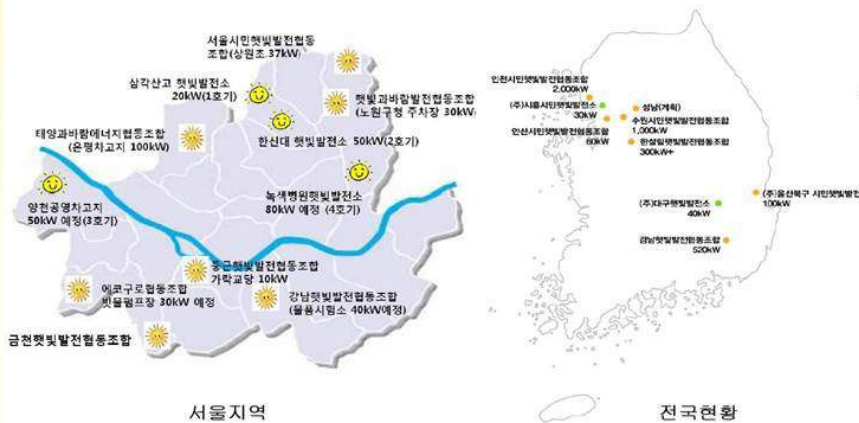 서울시민햇빛발전협동
조합(상원초.37kW)
삼각산고 햇빛발전소
20kW(1호기)
햇빛과바람발전협동조합
(노원구청 주차장 30kW)
한신대 햇빛발전소 50kW(2호기)
태양과바람에너지협동조합
(은평차고지 100kW)
녹색병원햇빛발전소
80kW 예정 (4호기)
양천공영차고지
50kW 예정(3호기)
둥근햇빛발전협동조합
가락교당 10kW
에코구로협동조합
빗물펌프장 30kW 예정
강남햇빛발전협동조합
(물품시험소 40kW예정)
금천햇빛발전협동조합
서울지역
인천시민햇빛발전협동조합
2,000kW
(주)시흥시민햇빛발전소
30kW
안산시민햇빛발전협동조합
60kW
성남(계획)
수원시민햇빛발전협동조합
1,000kW
한살림햇빛발전협동조합
300kW+
(주)울산북구 시민햇빛발전
100kW
(주)대구햇빛발전소
40kW
경남햇빛발전협동조합
520kW
전국현황